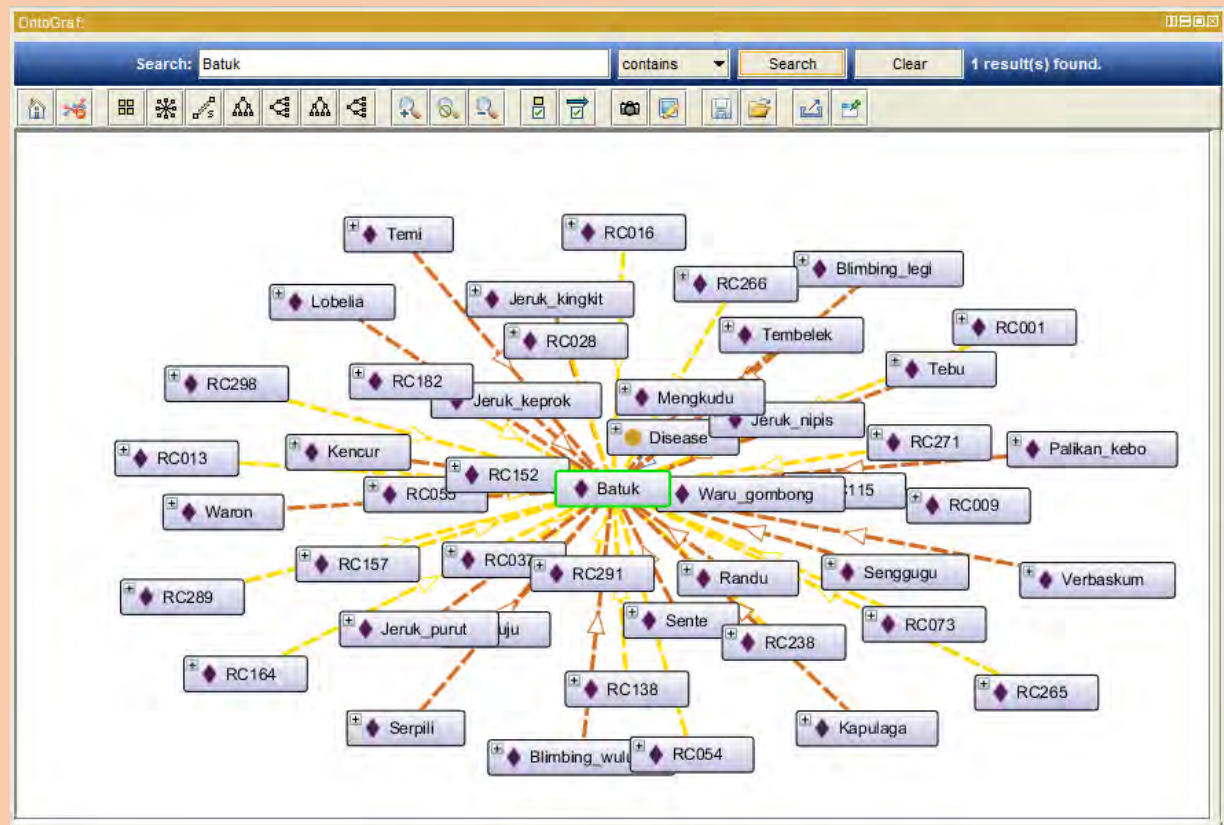 OntoGraf:
Search: Batuk contains Search Clear 1 result(s) found.
Temi
RC016
Blimbing_legi
RC266
Lobelia
Jeruk_kingkit
RC001
RC028
Tembelek
Tebu
RC298
RC182
Jeruk_keprok
Mengkudu
Jeruk_nipis
Disease
RC271
Palikan_kebo
RC013
Kencur
RC152
RC055
Batuk
Waru_gombong
RC009
Waron
RC157
RC037
RC291
Randu
Senggugu
Verbaskum
RC289
Jeruk_purut
Sente
RC238
RC073
RC164
RC138
RC265
Serpili
Kapulaga
RC054